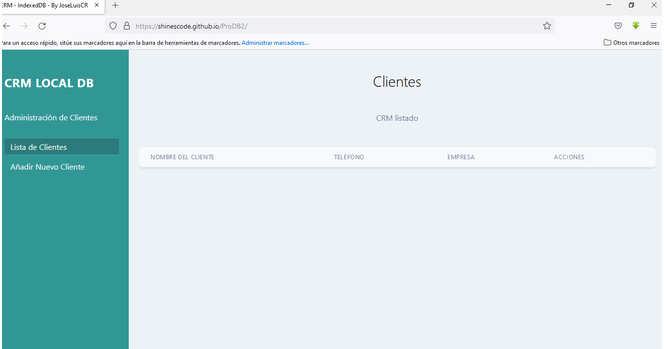 CRM - IndexedDB - By JoseLuisCR
https://shinescode.github.io/ProDB2/
Para un acceso rápido, sitúe sus marcadores aquí en la barra de herramientas de marcadores. Administrar marcadores...
Otros marcadores
CRM LOCAL DB
Administración de Clientes
Lista de Clientes
Añadir Nuevo Cliente
Clientes
CRM listado
NOMBRE DEL CLIENTE TELÉFONO EMPRESA ACCIONES